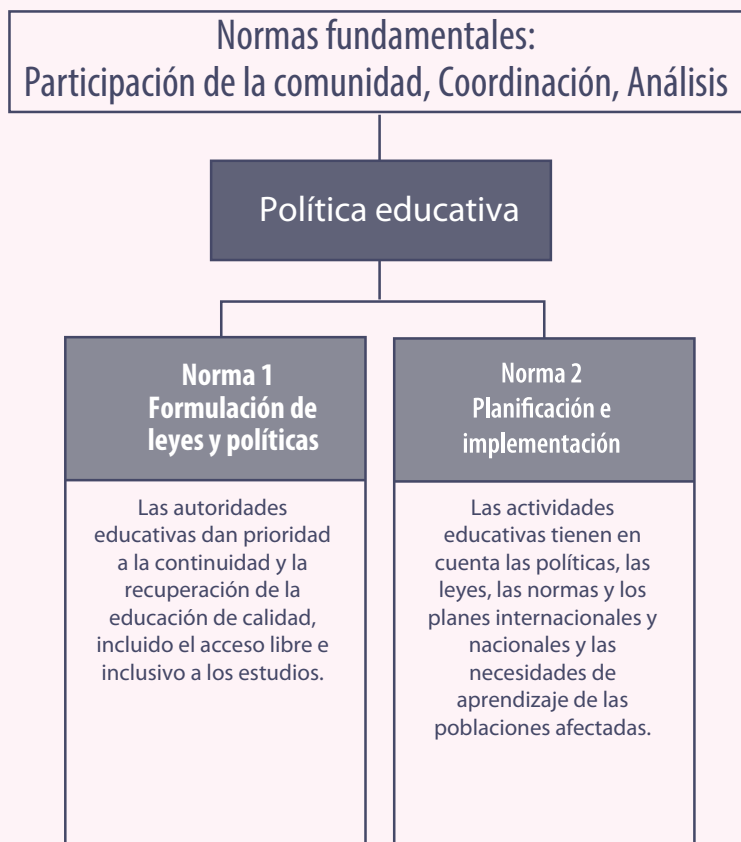 Normas fundamentales:
Participación de la comunidad, Coordinación, Análisis
Política educativa
Norma 1
Formulación de
leyes y políticas
Las autoridades
educativas dan prioridad
a la continuidad y la
recuperación de la
educación de calidad,
incluido el acceso libre e
inclusivo a los estudios.
Norma 2
Planificación e
implementación
Las actividades
educativas tienen en
cuenta las políticas, las
leyes, las normas y los
planes internacionales y
nacionales y las
necesidades de
aprendizaje de las
poblaciones afectadas.